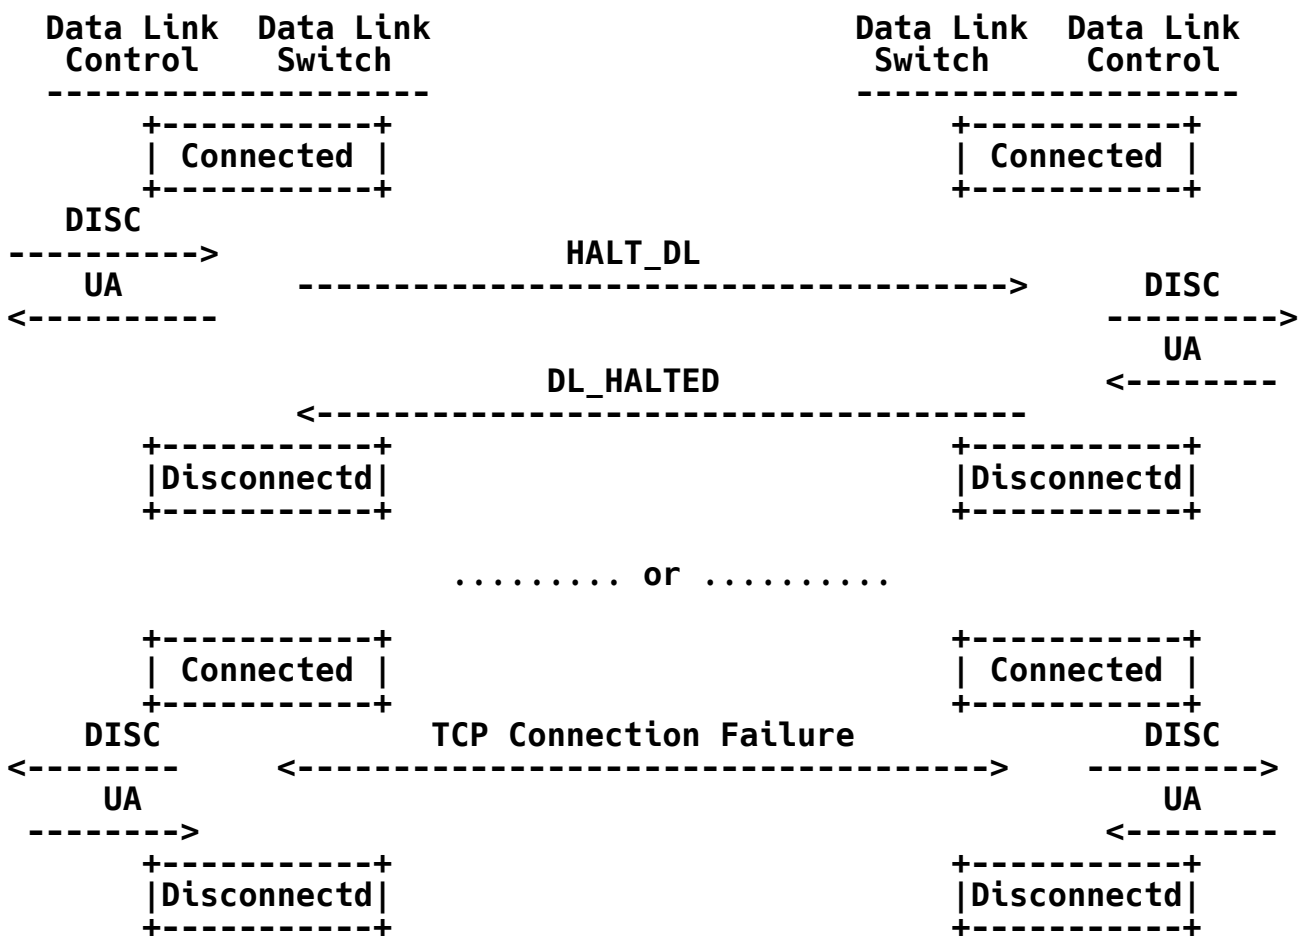 Data Link  Data Link                      Data Link  Data Link
   Control    Switch                         Switch     Control
  --------------------                      --------------------
       +-----------+                             +-----------+
       | Connected |                             | Connected |
       +-----------+                             +-----------+
   DISC
---------->                  HALT_DL
    UA         ------------------------------------->      DISC
<----------                                              --------->
                                                            UA
                            DL_HALTED                    <--------
               <-------------------------------------
       +-----------+                             +-----------+
       |Disconnectd|                             |Disconnectd|
       +-----------+                             +-----------+

                       ......... or ..........

       +-----------+                             +-----------+
       | Connected |                             | Connected |
       +-----------+                             +-----------+
    DISC              TCP Connection Failure               DISC
<--------     <------------------------------------>    --------->
     UA                                                     UA
 -------->                                               <--------
       +-----------+                             +-----------+
       |Disconnectd|                             |Disconnectd|
       +-----------+                             +-----------+